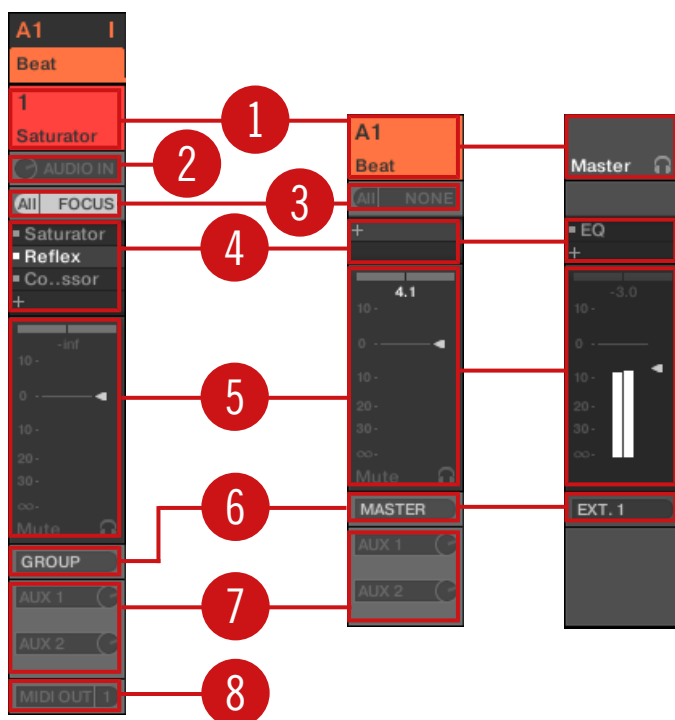 A1 I
Beat
1
Saturator
AUDIO IN
All FOCUS
Saturator
Reflex
Co..ssor
+
-inf
10
0
10
20
30
∞
Mute
GROUP
AUX 1
AUX 2
MIDI OUT 1
1
2
3
4
5
6
7
8
A1
Beat
All NONE
+
4.1
10
0
10
20
30
∞
Mute
MASTER
AUX 1
AUX 2
Master
EQ
+
-3.0
10
0
10
20
30
∞
EXT. 1